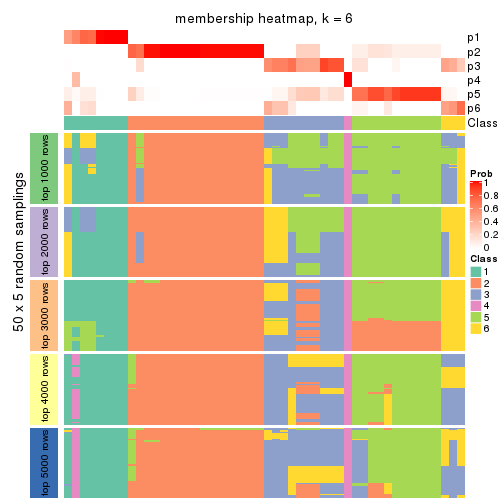 membership heatmap, k = 6
p1
p2
p3
p4
p5
p6
Class
50 x 5 random samplings
top 1000 rows
top 2000 rows
top 3000 rows
top 4000 rows
top 5000 rows
Prob
1
0.8
0.6
0.4
0.2
0
Class
1
2
3
4
5
6